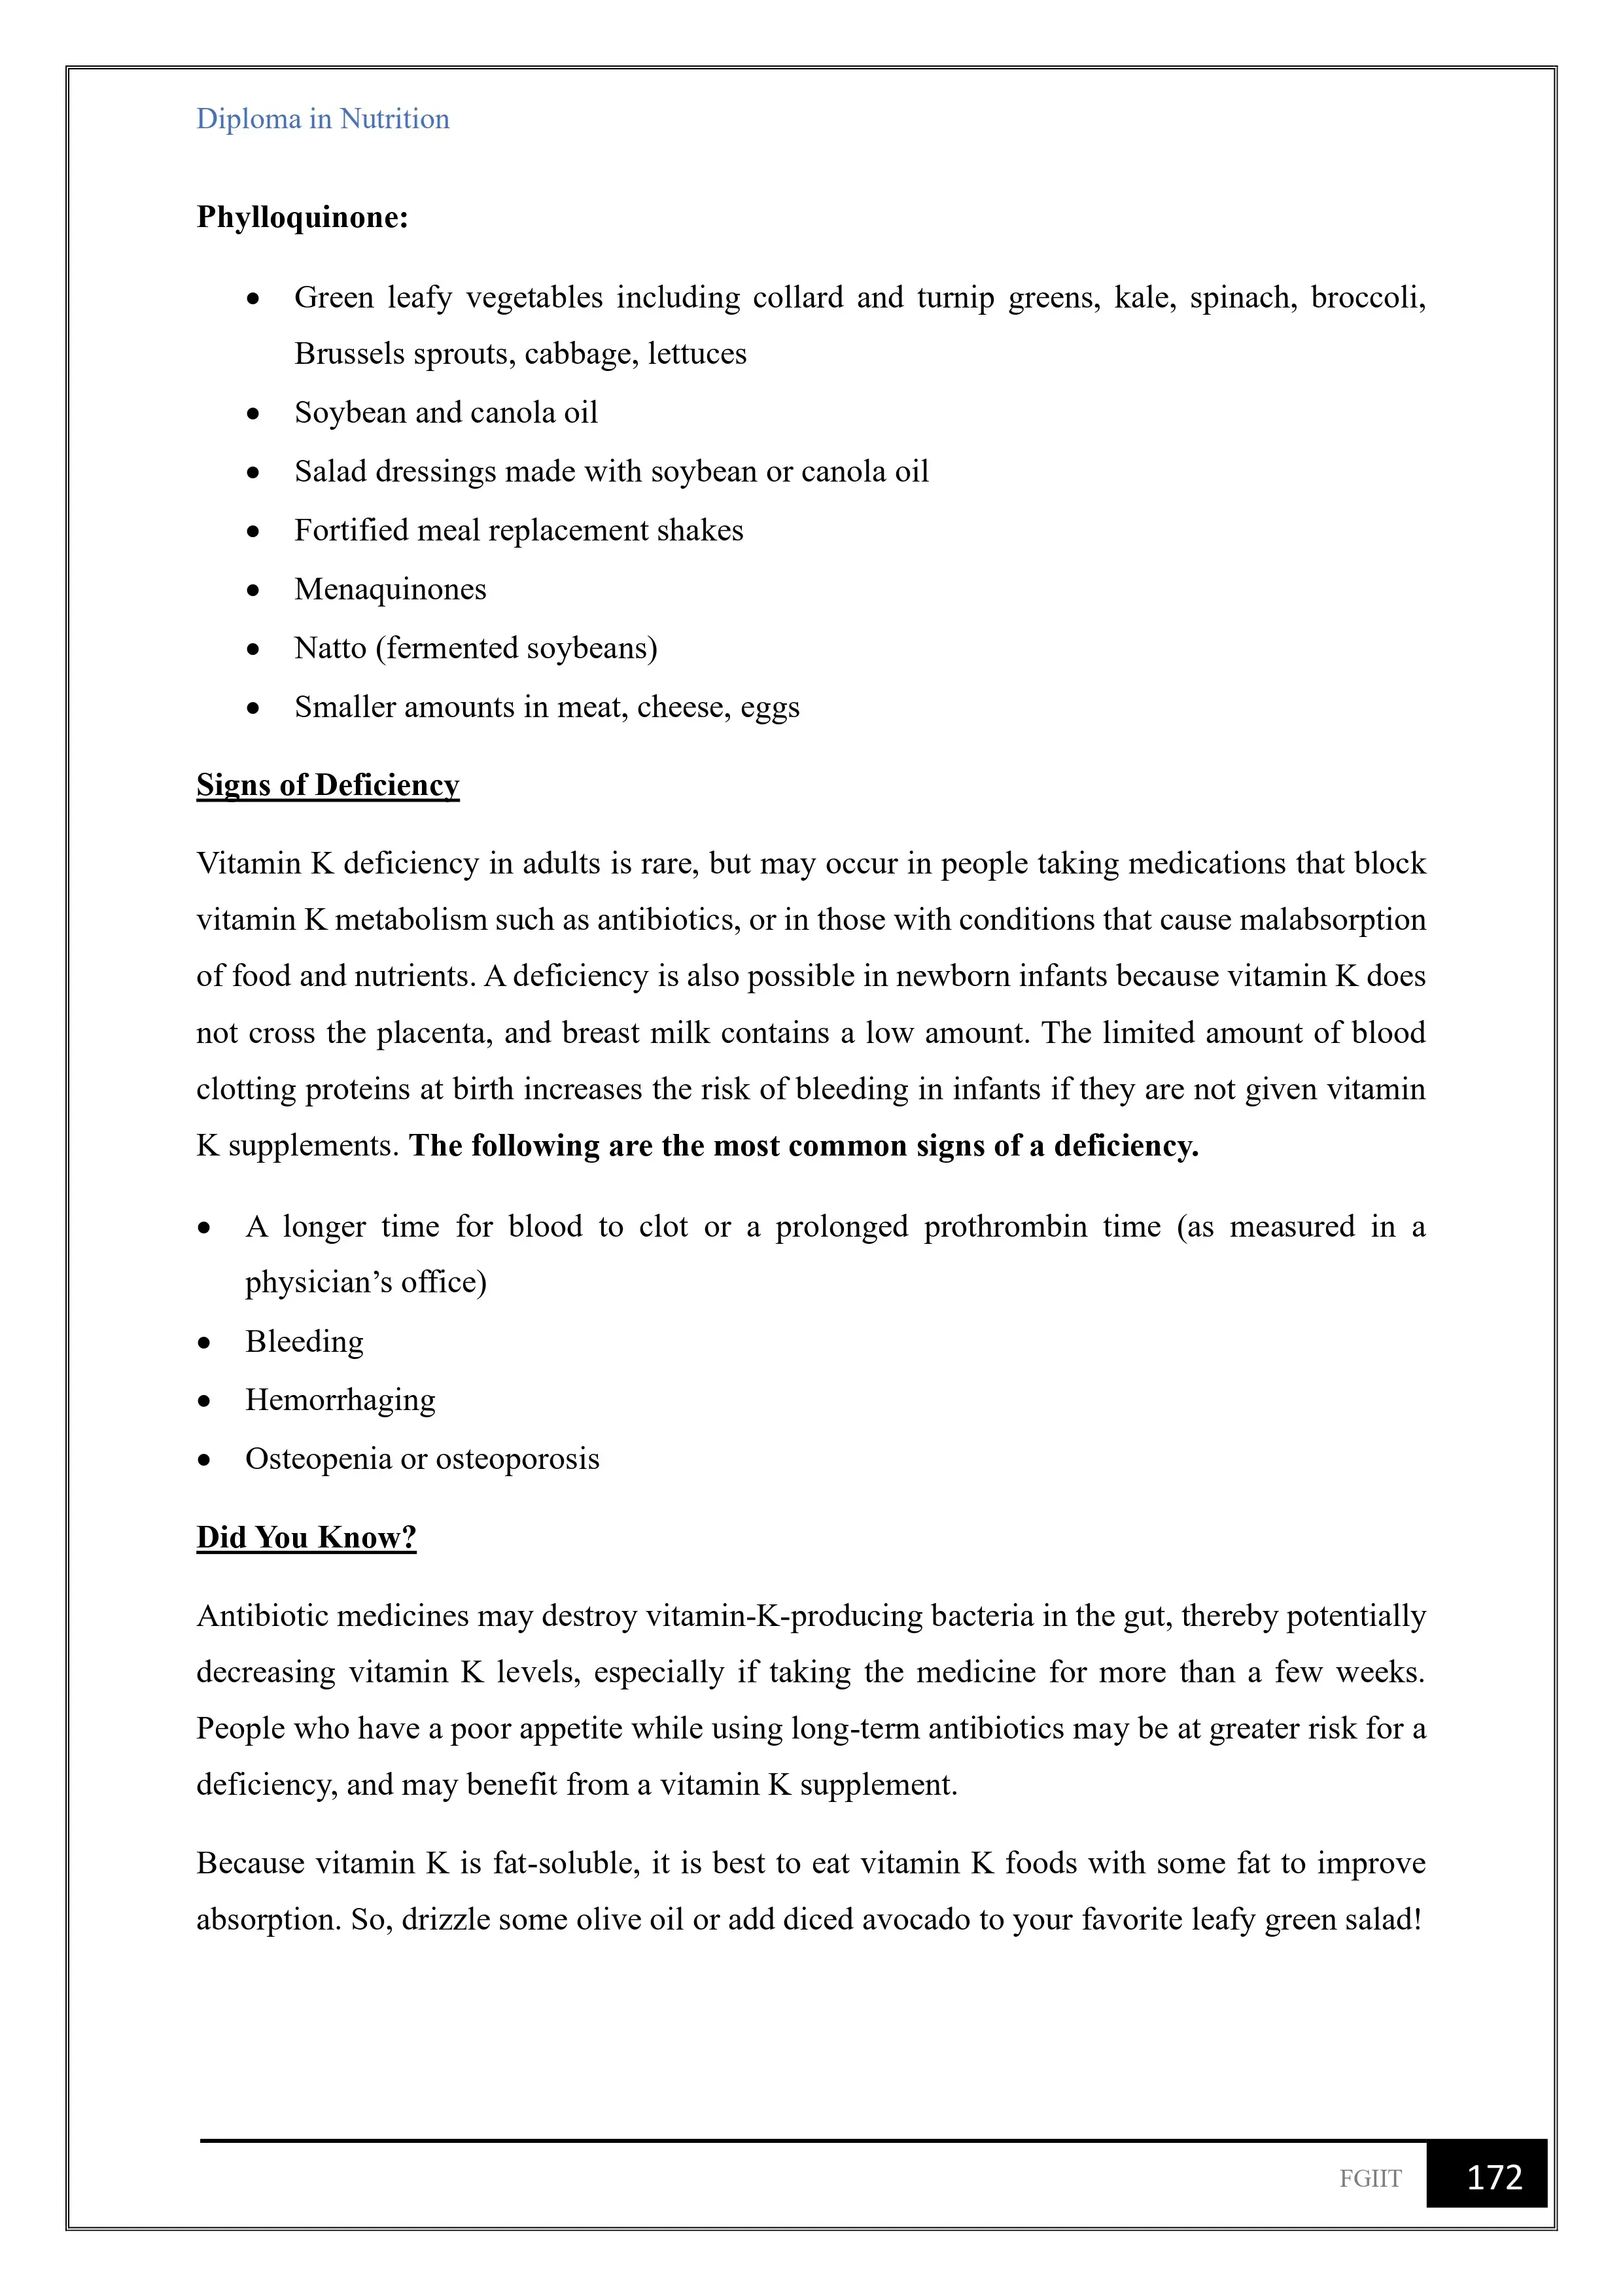 Diploma in Nutrition
Phylloquinone:
• Green leafy vegetables including collard and turnip greens, kale, spinach, broccoli,
Brussels sprouts, cabbage, lettuces
• Soybean and canola oil
• Salad dressings made with soybean or canola oil
• Fortified meal replacement shakes
• Menaquinones
• Natto (fermented soybeans)
• Smaller amounts in meat, cheese, eggs
Signs of Deficiency
Vitamin K deficiency in adults is rare, but may occur in people taking medications that block
vitamin K metabolism such as antibiotics, or in those with conditions that cause malabsorption
of food and nutrients. A deficiency is also possible in newborn infants because vitamin K does
not cross the placenta, and breast milk contains a low amount. The limited amount of blood
clotting proteins at birth increases the risk of bleeding in infants if they are not given vitamin
K supplements. The following are the most common signs of a deficiency.
• A longer time for blood to clot or a prolonged prothrombin time (as measured in a
physician’s office)
• Bleeding
• Hemorrhaging
• Osteopenia or osteoporosis
Did You Know?
Antibiotic medicines may destroy vitamin-K-producing bacteria in the gut, thereby potentially
decreasing vitamin K levels, especially if taking the medicine for more than a few weeks.
People who have a poor appetite while using long-term antibiotics may be at greater risk for a
deficiency, and may benefit from a vitamin K supplement.
Because vitamin K is fat-soluble, it is best to eat vitamin K foods with some fat to improve
absorption. So, drizzle some olive oil or add diced avocado to your favorite leafy green salad!
FGIIT 172